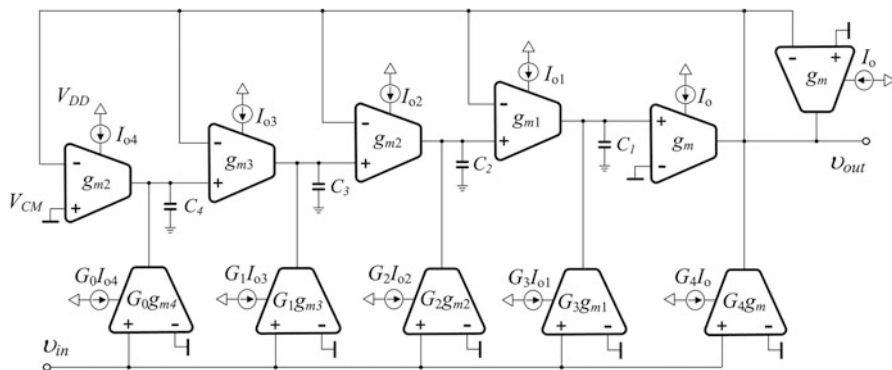 − + I_o
g_m
V_DD I_o4 I_o3 I_o2 I_o1 I_o
− g_m2 +
− g_m3 +
− g_m2 +
− g_m1 +
+ g_m −
V_CM
C_4 C_3 C_2 C_1
υ_out
G_0I_o4 G_1I_o3 G_2I_o2 G_3I_o1 G_4I_o
G_0g_m4 G_1g_m3 G_2g_m2 G_3g_m1 G_4g_m
+ − + − + − + − + −
υ_in